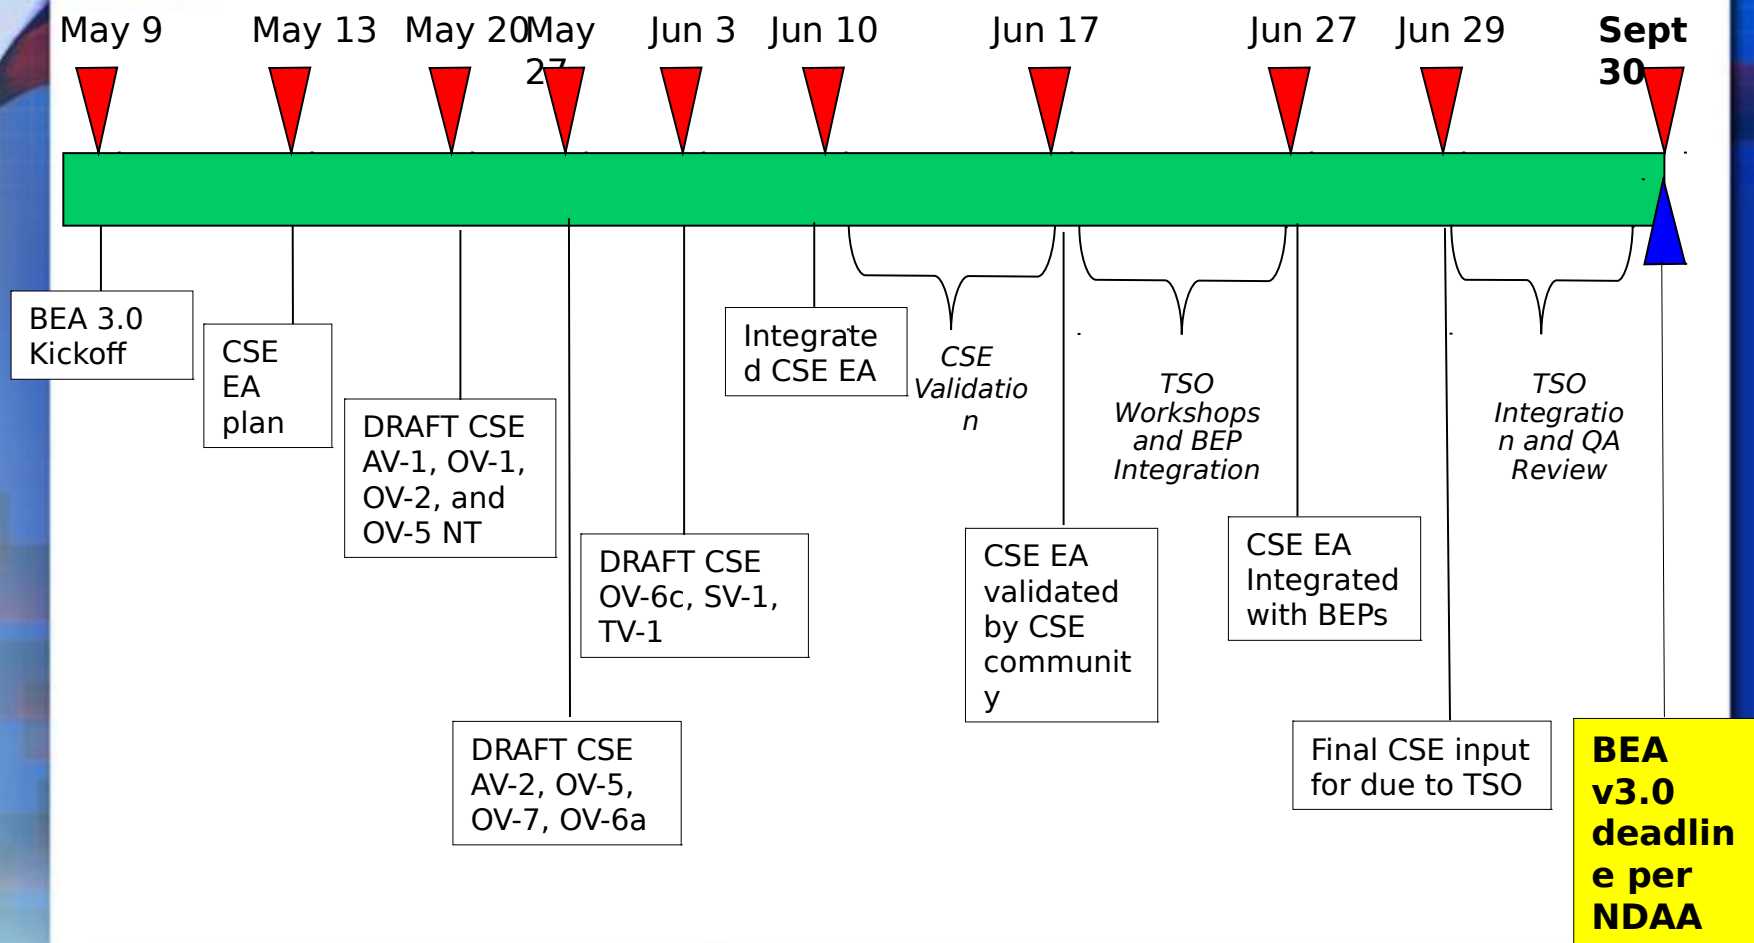 May 9
May 13
May 20
May
27
Jun 3
Jun 10
Jun 17
Jun 27
Jun 29
Sept
30
BEA 3.0
Kickoff
CSE
EA
plan
DRAFT CSE
AV-1, OV-1,
OV-2, and
OV-5 NT
DRAFT CSE
AV-2, OV-5,
OV-7, OV-6a
DRAFT CSE
OV-6c, SV-1,
TV-1
Integrate
d CSE EA
CSE
Validatio
n
CSE EA
validated
by CSE
communit
y
TSO
Workshops
and BEP
Integration
CSE EA
Integrated
with BEPs
Final CSE input
for due to TSO
TSO
Integratio
n and QA
Review
BEA
v3.0
deadlin
e per
NDAA